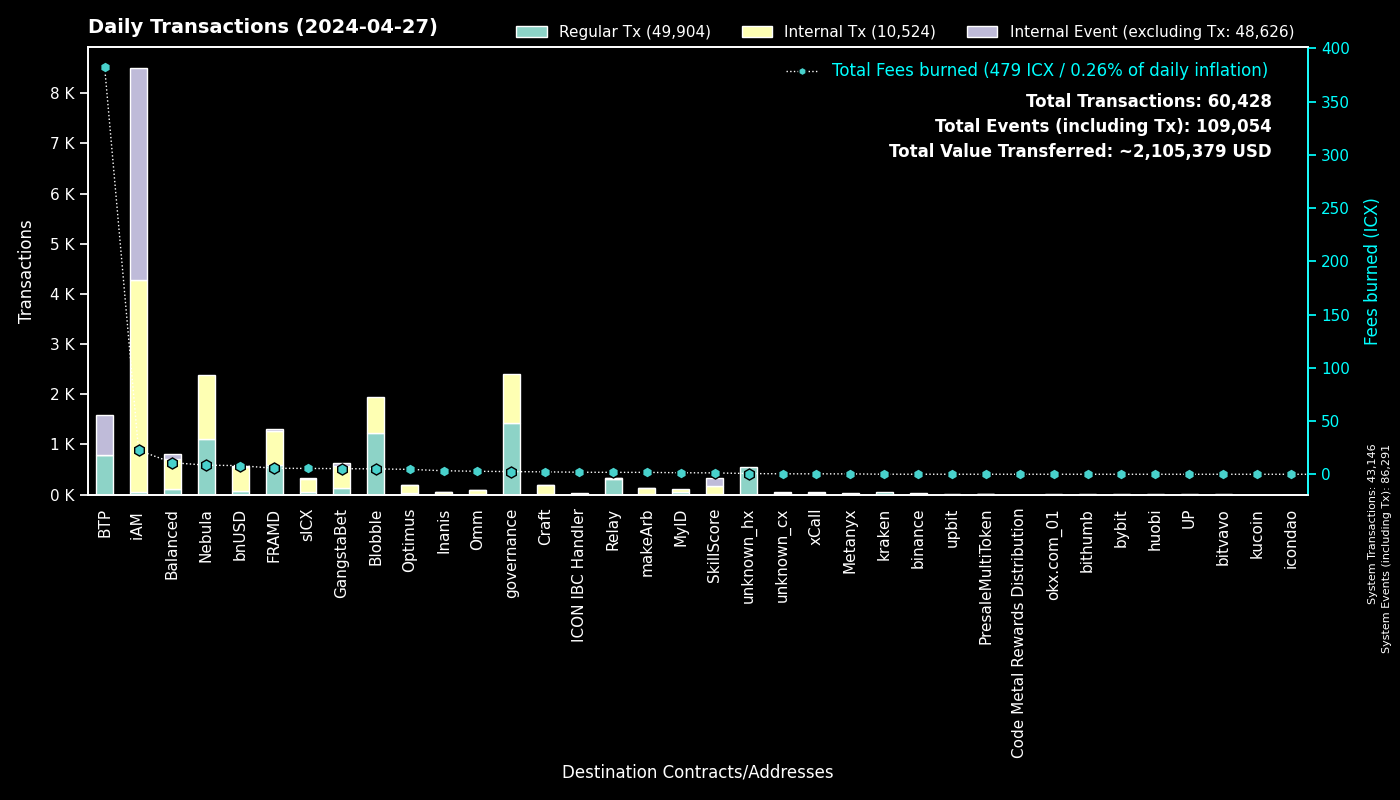 Daily Transactions (2024-04-27)
Regular Tx (49,904)
Internal Tx (10,524)
Internal Event (excluding Tx: 48,626)
Total Fees burned (479 ICX / 0.26% of daily inflation)
Total Transactions: 60,428
Total Events (including Tx): 109,054
Total Value Transferred: ~2,105,379 USD
Transactions
8 K
7 K
6 K
5 K
4 K
3 K
2 K
1 K
0 K
400
350
300
250
200
150
100
50
0
Fees burned (ICX)
BTP
iAM
Balanced
Nebula
bnUSD
FRAMD
sICX
GangstaBet
Blobble
Optimus
Inanis
Omm
governance
Craft
ICON IBC Handler
Relay
makeArb
MyID
SkillScore
unknown_hx
unknown_cx
xCall
Metanyx
kraken
binance
upbit
PresaleMultiToken
Code Metal Rewards Distribution
okx.com_01
bithumb
bybit
huobi
UP
bitvavo
kucoin
icondao
Destination Contracts/Addresses
System Transactions: 43,146
System Events (including Tx): 86,291